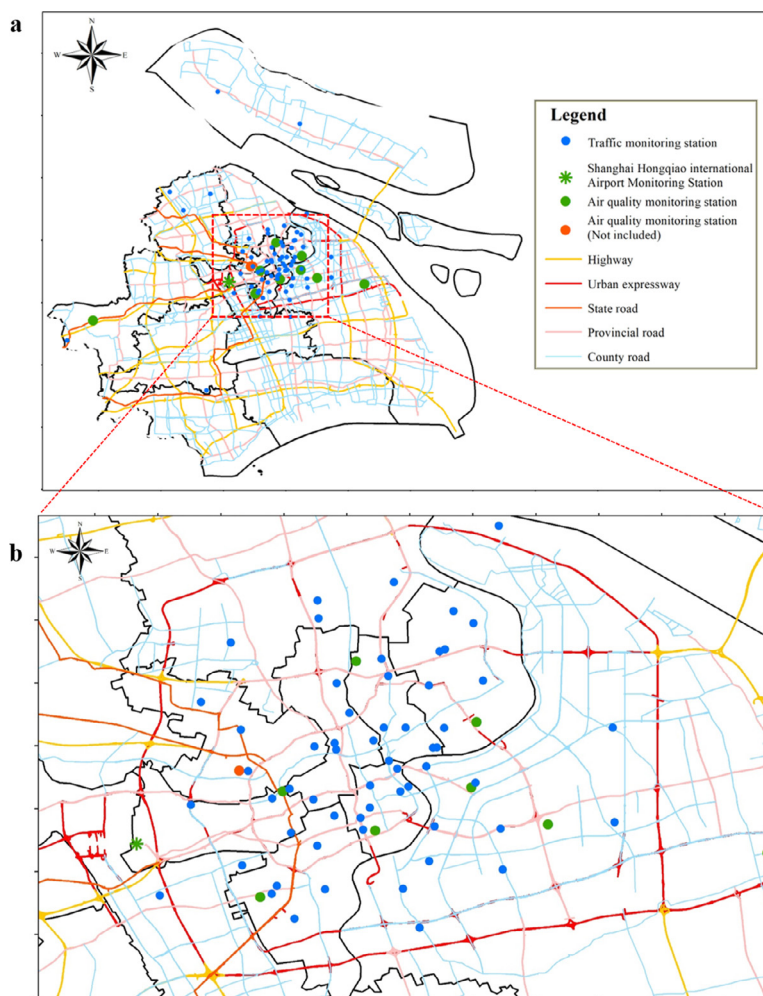 a
N
W E
S
Legend
Traffic monitoring station
Shanghai Hongqiao international
Airport Monitoring Station
Air quality monitoring station
Air quality monitoring station
(Not included)
Highway
Urban expressway
State road
Provincial road
County road
b
N
W E
S